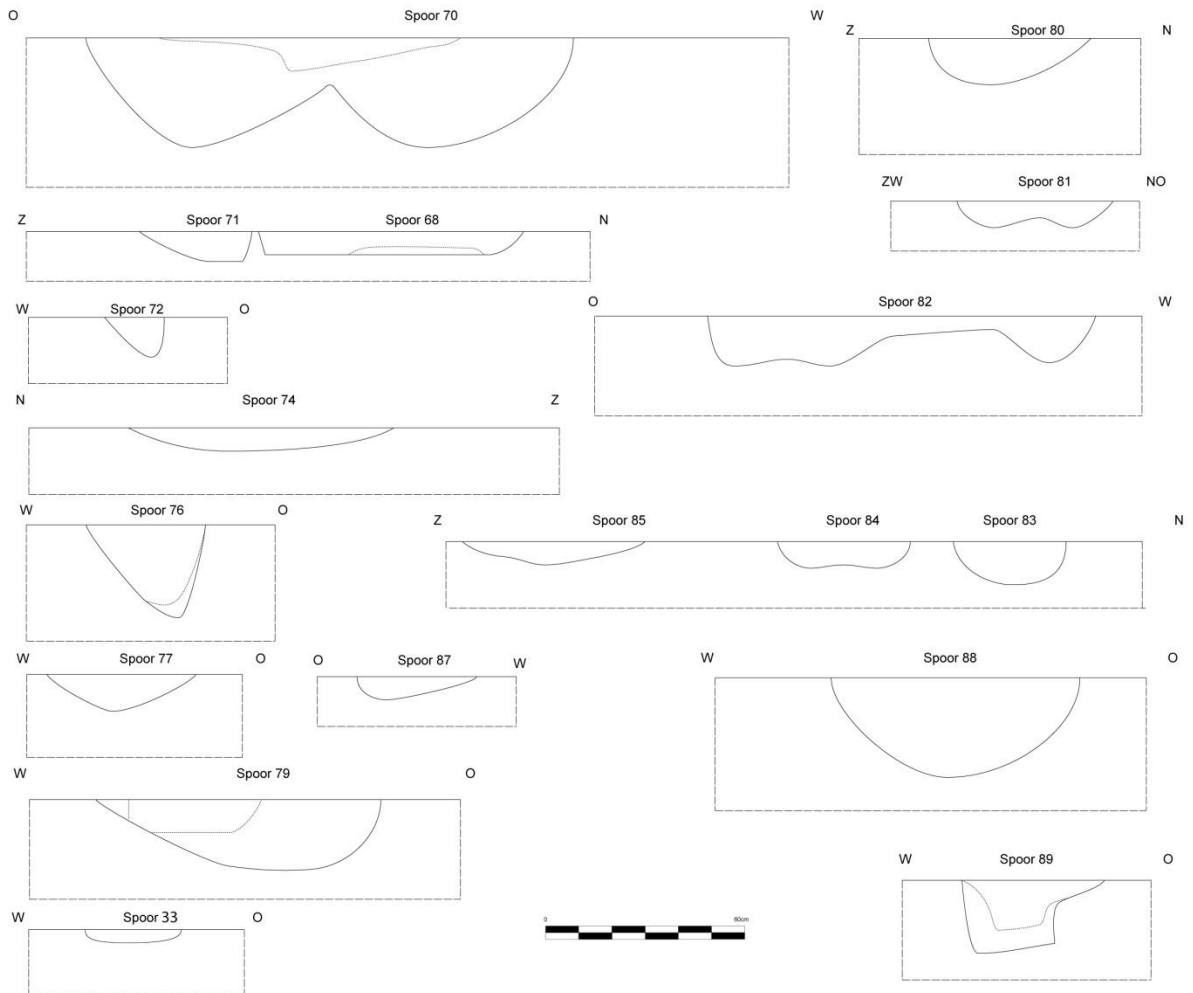 O Spoor 70 W
Z Spoor 80 N
ZW Spoor 81 NO
Z Spoor 71 Spoor 68 N
W Spoor 72 O
O Spoor 82 W
N Spoor 74 Z
W Spoor 76 O
Z Spoor 85 Spoor 84 Spoor 83 N
W Spoor 77 O
O Spoor 87 W
W Spoor 88 O
W Spoor 79 O
W Spoor 89 O
W Spoor 33 O
0 60cm